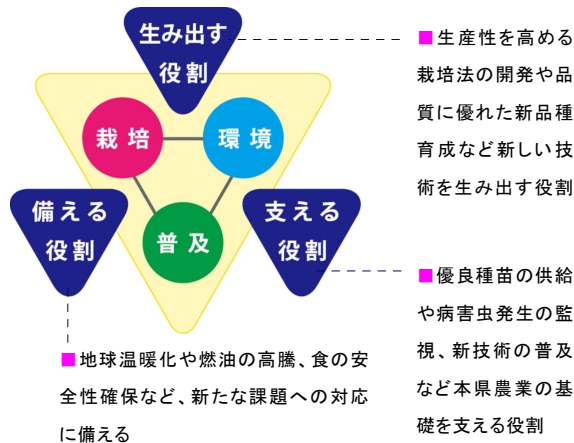 生み出す
役割
■生産性を高める
栽培法の開発や品
質に優れた新品種
育成など新しい技
術を生み出す役割
栽培
環境
備える
役割
普及
支える
役割
■優良種苗の供給
や病害虫発生の監
視、新技術の普及
など本県農業の基
礎を支える役割
■地球温暖化や燃油の高騰、食の安
全性確保など、新たな課題への対応
に備える